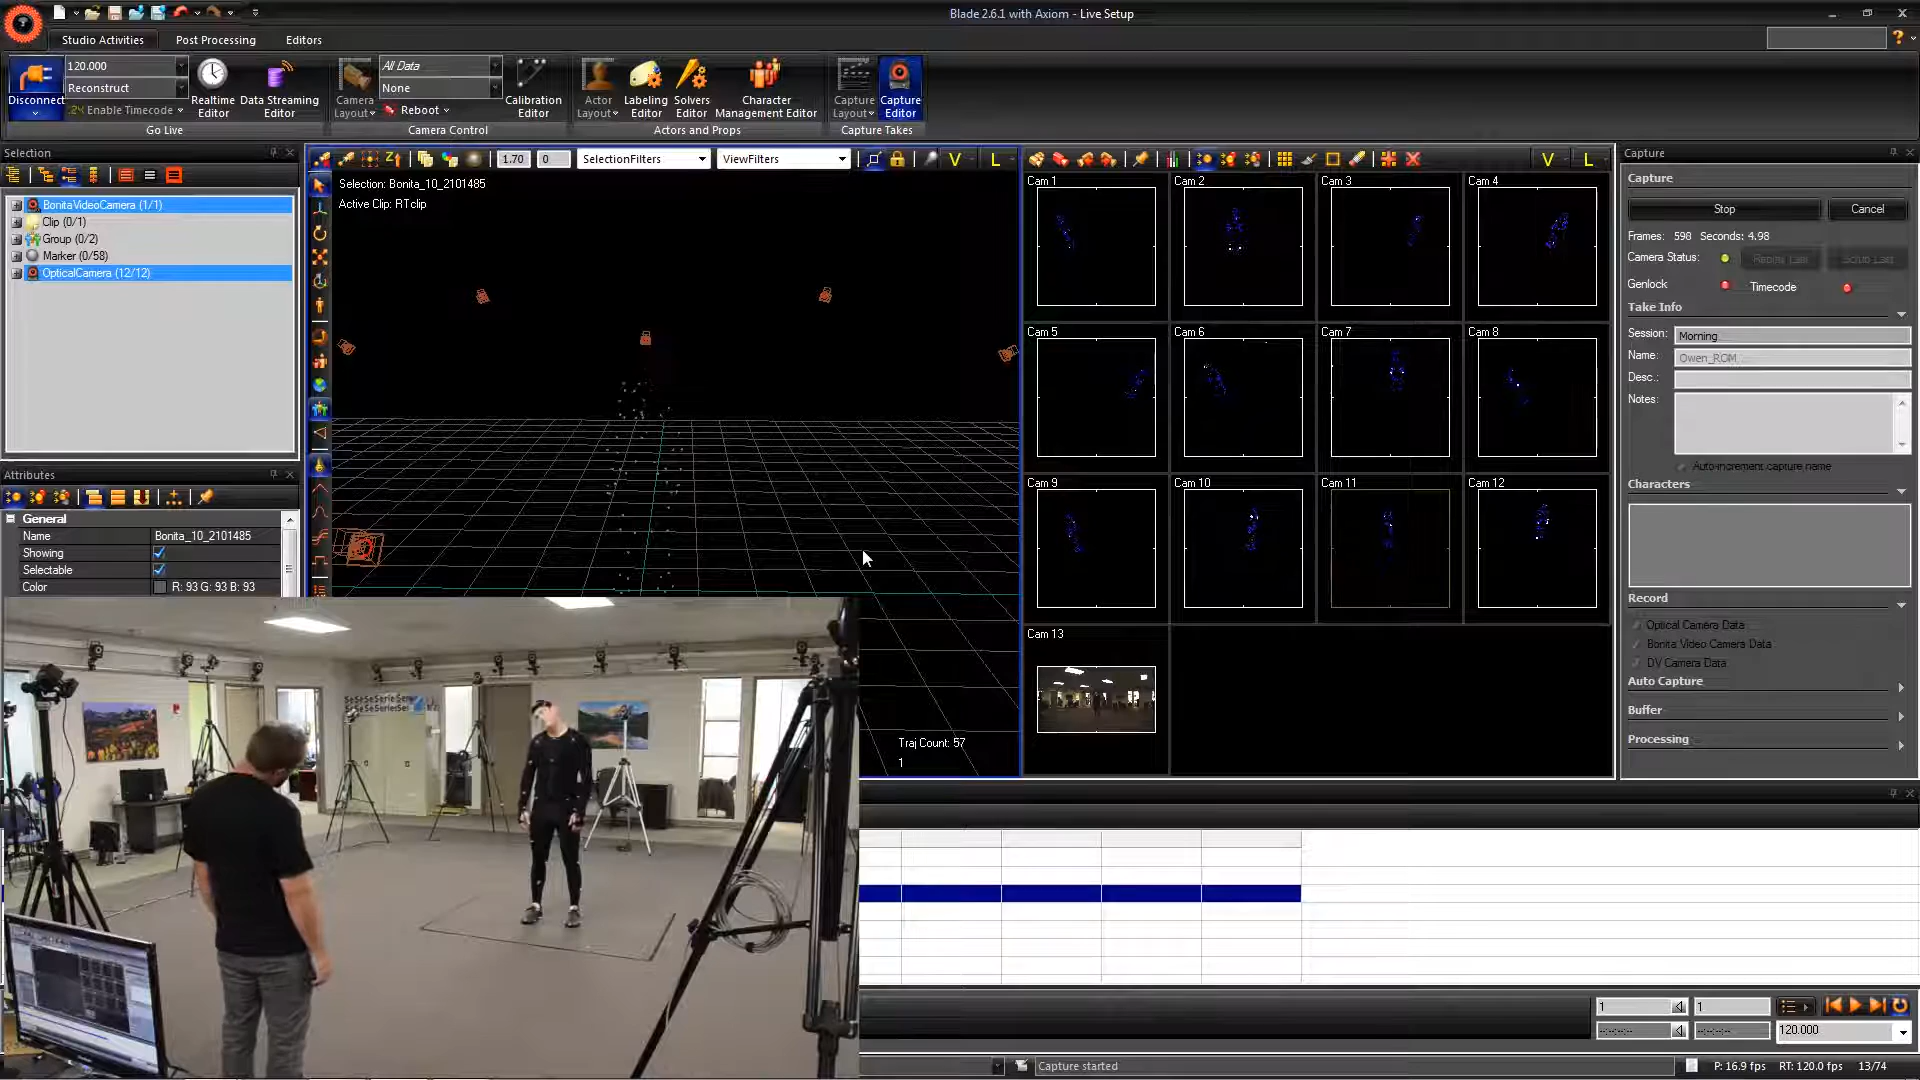 Blade 2.6.1 with Axiom - Live Setup
Studio Activities Post Processing Editors
120.000
Reconstruct
Enable Timecode
Disconnect
Realtime Editor
Data Streaming Editor
Go Live
Camera Layout
All Data
None
Reboot
Calibration Editor
Camera Control
Actor Layout
Labeling Editor
Solvers Editor
Character Management Editor
Actors and Props
Capture Layout
Capture Editor
Capture Takes
Selection
BonitaVideoCamera (1/1)
Clip (0/1)
Group (0/2)
Marker (0/58)
OpticalCamera (12/12)
Attributes
General
Name Bonita_10_2101485
Showing
Selectable
Color R: 93 G: 93 B: 93
1.70 0 SelectionFilters ViewFilters V L
Selection: Bonita_10_2101485
Active Clip: RTclip
Traj Count: 57
1
V L
Cam 1 Cam 2 Cam 3 Cam 4
Cam 5 Cam 6 Cam 7 Cam 8
Cam 9 Cam 10 Cam 11 Cam 12
Cam 13
Capture
Capture
Stop Cancel
Frames: 598 Seconds: 4.98
Camera Status:
Genlock Timecode
Take Info
Session: Morning
Name: Owen_ROM
Desc.:
Notes:
Auto-increment capture name
Characters
Record
Optical Camera Data
Bonita Video Camera Data
DV Camera Data
Auto Capture
Buffer
Processing
1 1
120.000
Capture started
P: 16.9 fps RT: 120.0 fps 13/74